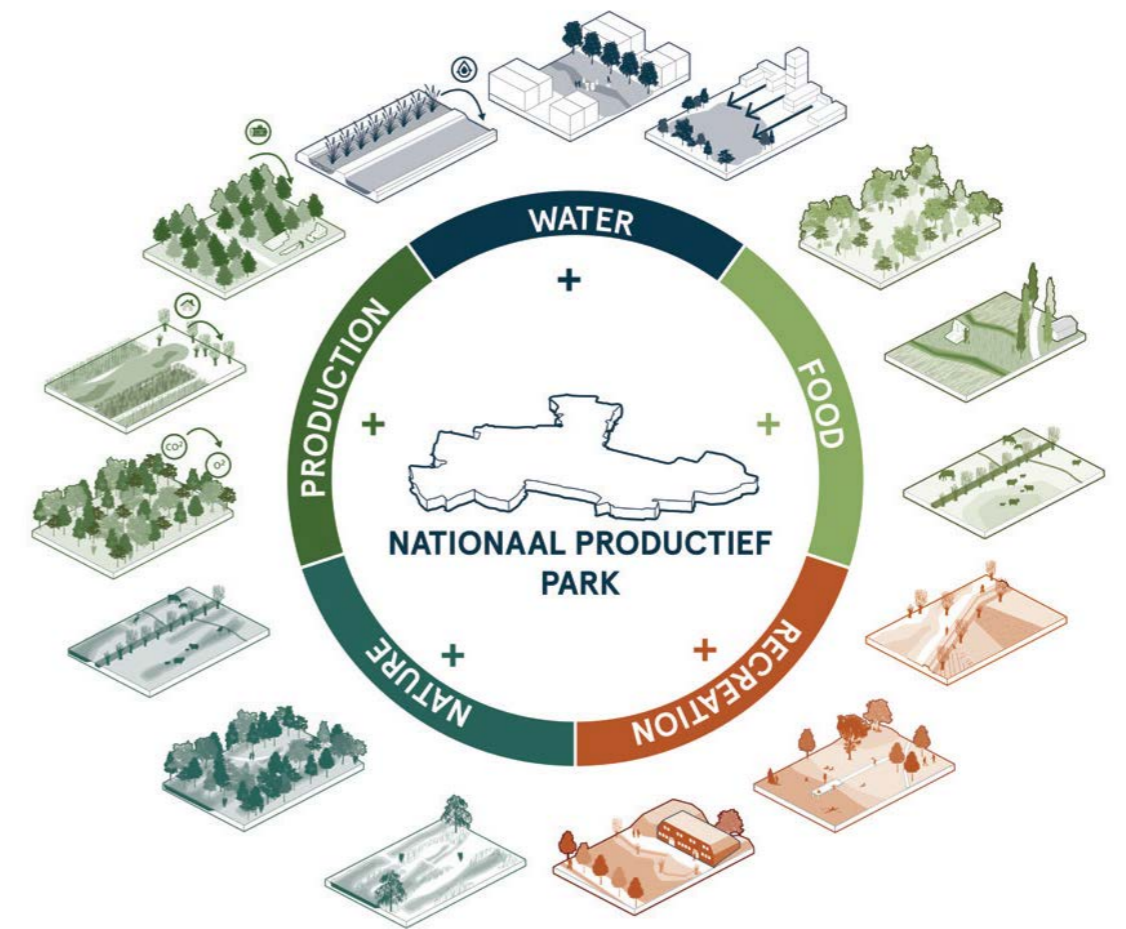 WATER
PRODUCTION
FOOD
CO²
O²
NATIONAAL PRODUCTIEF
PARK
NATURE
RECREATION